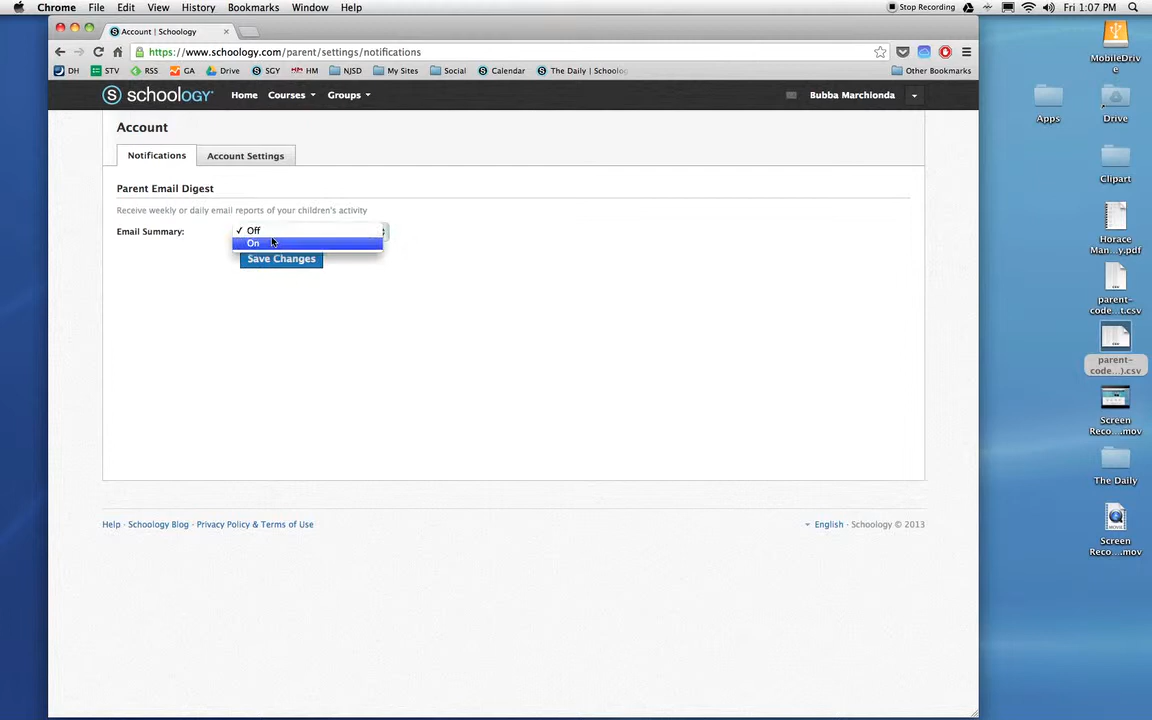 Chrome File Edit View History Bookmarks Window Help Stop Recording Fri 1:07 PM
Account | Schoology
https://www.schoology.com/parent/settings/notifications
DH STV RSS GA Drive SGY HM NJSD My Sites Social Calendar The Daily | Schoolog Other Bookmarks
schoology Home Courses Groups Bubba Marchionda
Account
Notifications Account Settings
Parent Email Digest
Receive weekly or daily email reports of your children's activity
Email Summary: ✓ Off
On
Save Changes
Help · Schoology Blog · Privacy Policy & Terms of Use English · Schoology © 2013
MobileDriv
e
Apps
Drive
Clipart
Horace
Man...y.pdf
parent-
code...t.csv
parent-
code...).csv
Screen
Reco....mov
The Daily
Screen
Reco....mov